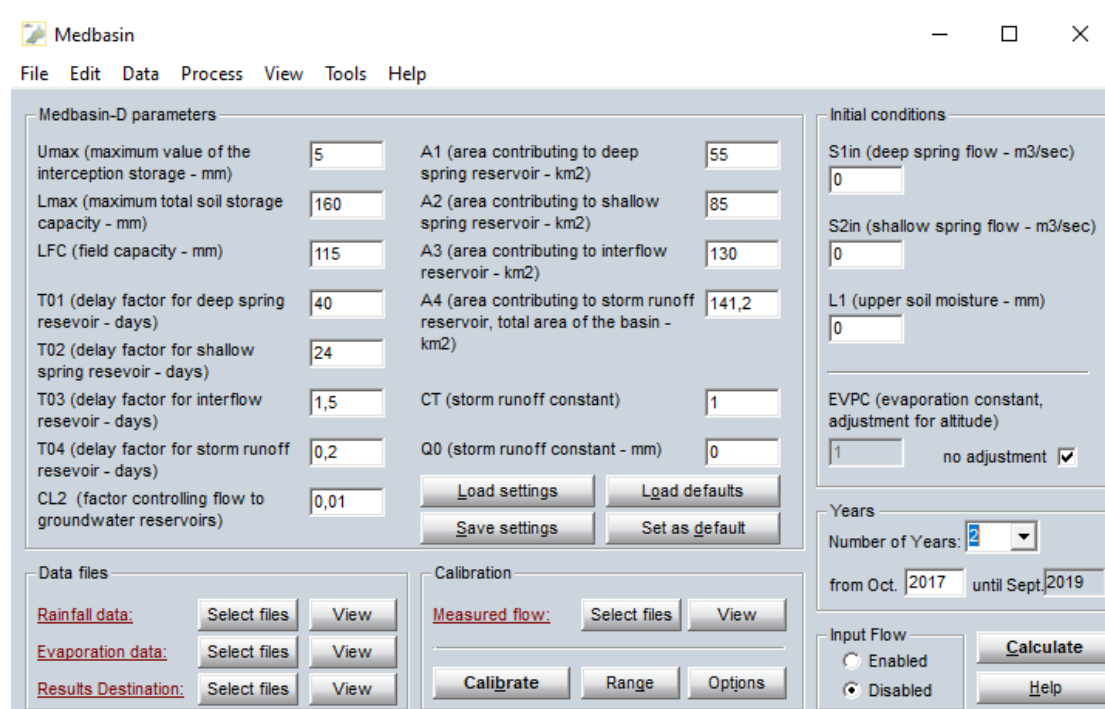 Medbasin
File Edit Data Process View Tools Help
Medbasin-D parameters
Umax (maximum value of the
interception storage - mm)
5
Lmax (maximum total soil storage
capacity - mm)
160
LFC (field capacity - mm)
115
T01 (delay factor for deep spring
resevoir - days)
40
T02 (delay factor for shallow
spring resevoir - days)
24
T03 (delay factor for interflow
resevoir - days)
1,5
T04 (delay factor for storm runoff
resevoir - days)
0,2
CL2 (factor controlling flow to
groundwater reservoirs)
0,01
A1 (area contributing to deep
spring reservoir - km2)
55
A2 (area contributing to shallow
spring reservoir - km2)
85
A3 (area contributing to interflow
reservoir - km2)
130
A4 (area contributing to storm runoff
reservoir, total area of the basin -
km2)
141,2
CT (storm runoff constant)
1
Q0 (storm runoff constant - mm)
0
Load settings Load defaults
Save settings Set as default
Initial conditions
S1in (deep spring flow - m3/sec)
0
S2in (shallow spring flow - m3/sec)
0
L1 (upper soil moisture - mm)
0
EVPC (evaporation constant,
adjustment for altitude)
1 no adjustment
Years
Number of Years: 2
from Oct. 2017 until Sept. 2019
Data files
Rainfall data: Select files View
Evaporation data: Select files View
Results Destination: Select files View
Calibration
Measured flow: Select files View
Calibrate Range Options
Input Flow
Enabled
Disabled
Calculate
Help